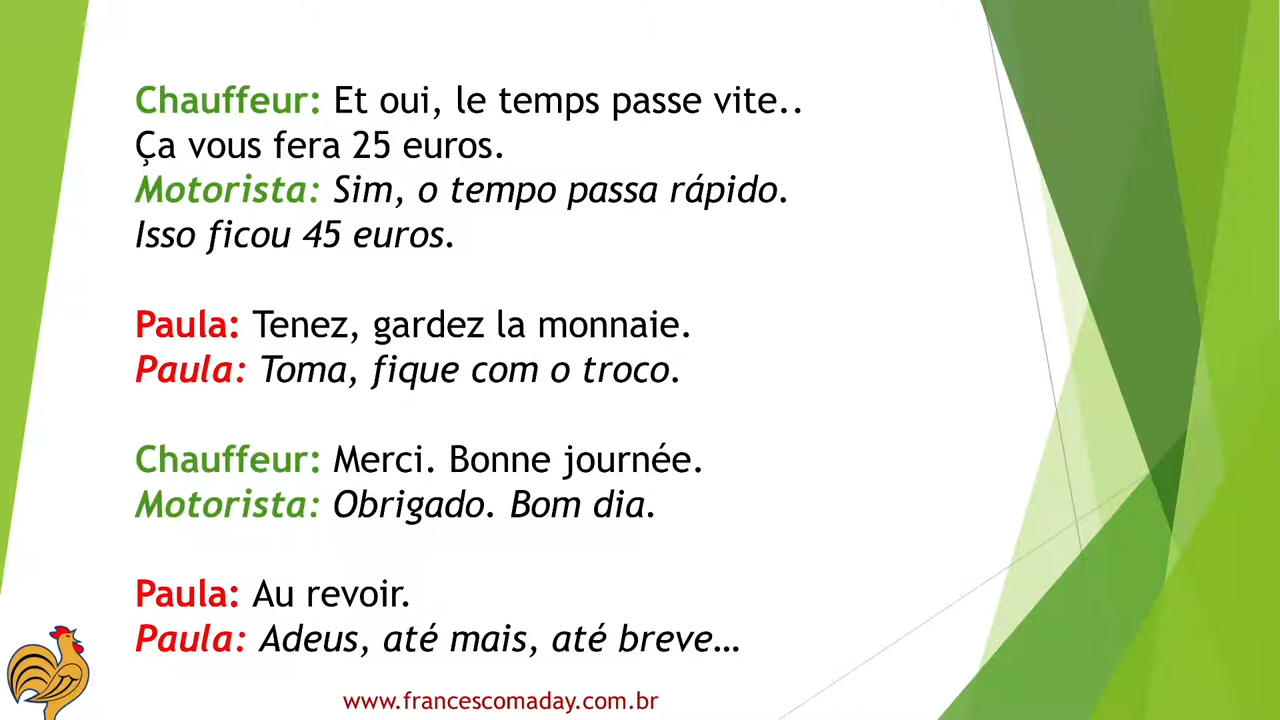 Chauffeur: Et oui, le temps passe vite..
Ça vous fera 25 euros.
Motorista: Sim, o tempo passa rápido.
Isso ficou 45 euros.
Paula: Tenez, gardez la monnaie.
Paula: Toma, fique com o troco.
Chauffeur: Merci. Bonne journée.
Motorista: Obrigado. Bom dia.
Paula: Au revoir.
Paula: Adeus, até mais, até breve…
www.francescomaday.com.br